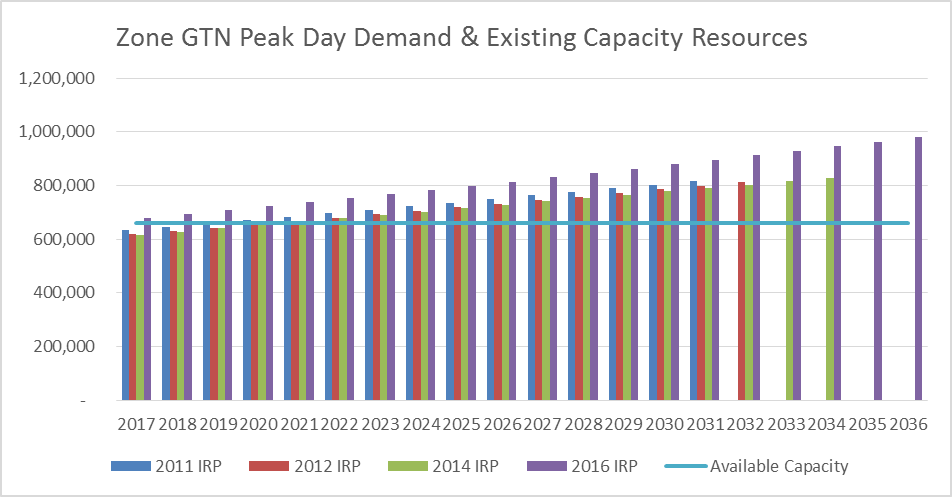 Zone GTN Peak Day Demand & Existing Capacity Resources
1,200,000
1,000,000
800,000
600,000
400,000
200,000
-
2017 2018 2019 2020 2021 2022 2023 2024 2025 2026 2027 2028 2029 2030 2031 2032 2033 2034 2035 2036
2011 IRP 2012 IRP 2014 IRP 2016 IRP Available Capacity